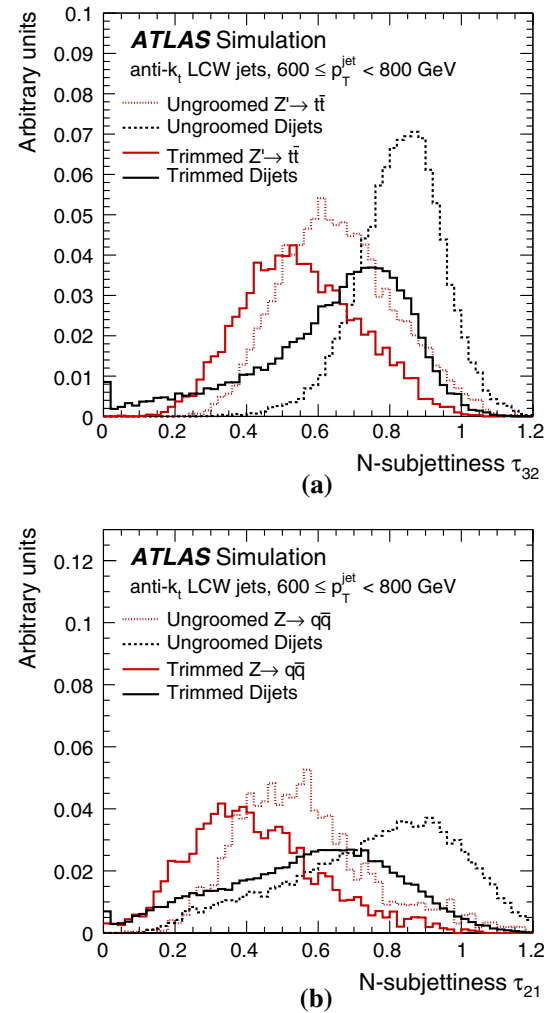 Arbitrary units
0.1
0.09
0.08
0.07
0.06
0.05
0.04
0.03
0.02
0.01
0
ATLAS Simulation
anti-kₜ LCW jets, 600 ≤ p_T^jet < 800 GeV
Ungroomed Z'→ tt̄
Ungroomed Dijets
Trimmed Z'→ tt̄
Trimmed Dijets
0 0.2 0.4 0.6 0.8 1 1.2
N-subjettiness τ₃₂
(a)
Arbitrary units
0.12
0.1
0.08
0.06
0.04
0.02
0
ATLAS Simulation
anti-kₜ LCW jets, 600 ≤ p_T^jet < 800 GeV
Ungroomed Z→ qq̄
Ungroomed Dijets
Trimmed Z→ qq̄
Trimmed Dijets
0 0.2 0.4 0.6 0.8 1 1.2
N-subjettiness τ₂₁
(b)